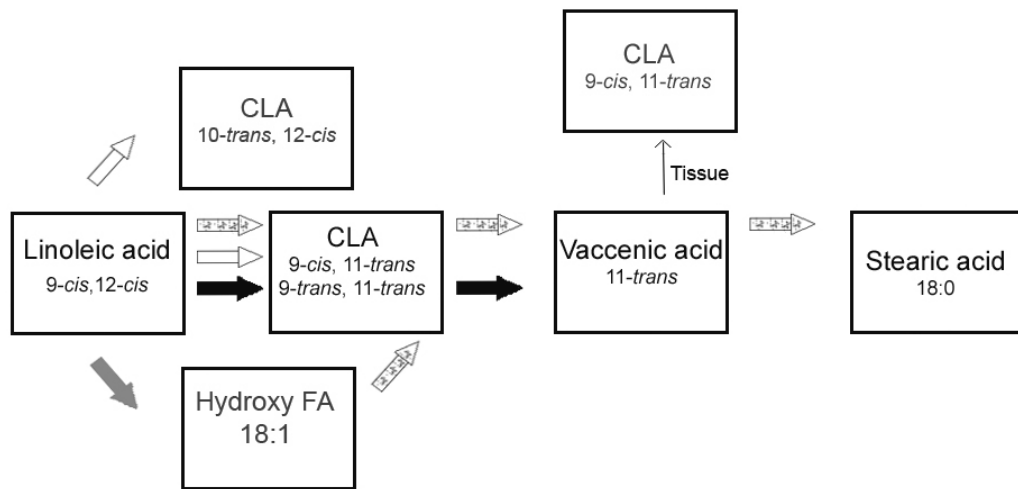 CLA
9-cis, 11-trans
CLA
10-trans, 12-cis
Tissue
Linoleic acid
9-cis,12-cis
CLA
9-cis, 11-trans
9-trans, 11-trans
Vaccenic acid
11-trans
Stearic acid
18:0
Hydroxy FA
18:1